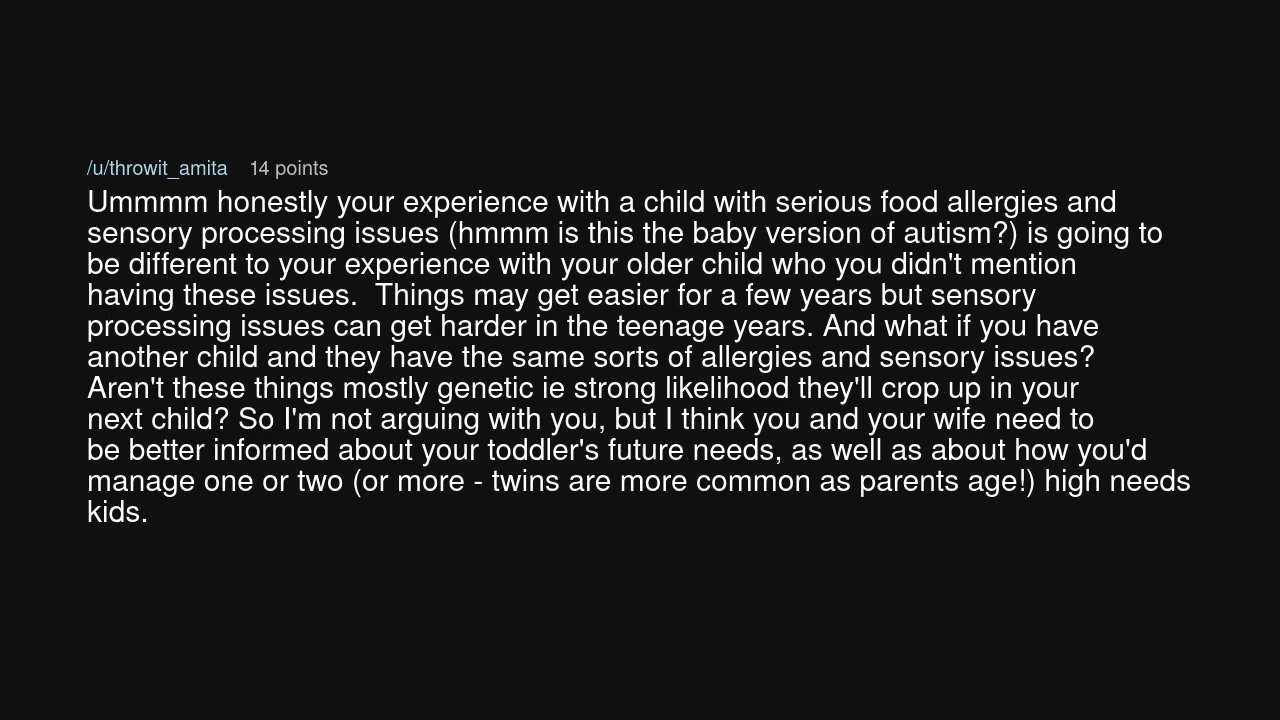 /u/throwit_amita 14 points
Ummmm honestly your experience with a child with serious food allergies and
sensory processing issues (hmmm is this the baby version of autism?) is going to
be different to your experience with your older child who you didn't mention
having these issues.  Things may get easier for a few years but sensory
processing issues can get harder in the teenage years. And what if you have
another child and they have the same sorts of allergies and sensory issues?
Aren't these things mostly genetic ie strong likelihood they'll crop up in your
next child? So I'm not arguing with you, but I think you and your wife need to
be better informed about your toddler's future needs, as well as about how you'd
manage one or two (or more - twins are more common as parents age!) high needs
kids.